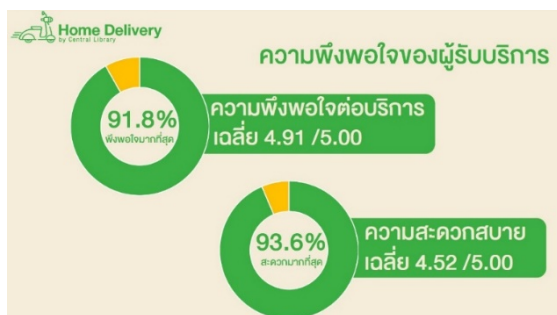 Home Delivery
by Central Library
ความพึงพอใจของผู้รับบริการ
91.8%
พึงพอใจมากที่สุด
ความพึงพอใจต่อบริการ
เฉลี่ย 4.91 /5.00
93.6%
สะดวกมากที่สุด
ความสะดวกสบาย
เฉลี่ย 4.52 /5.00